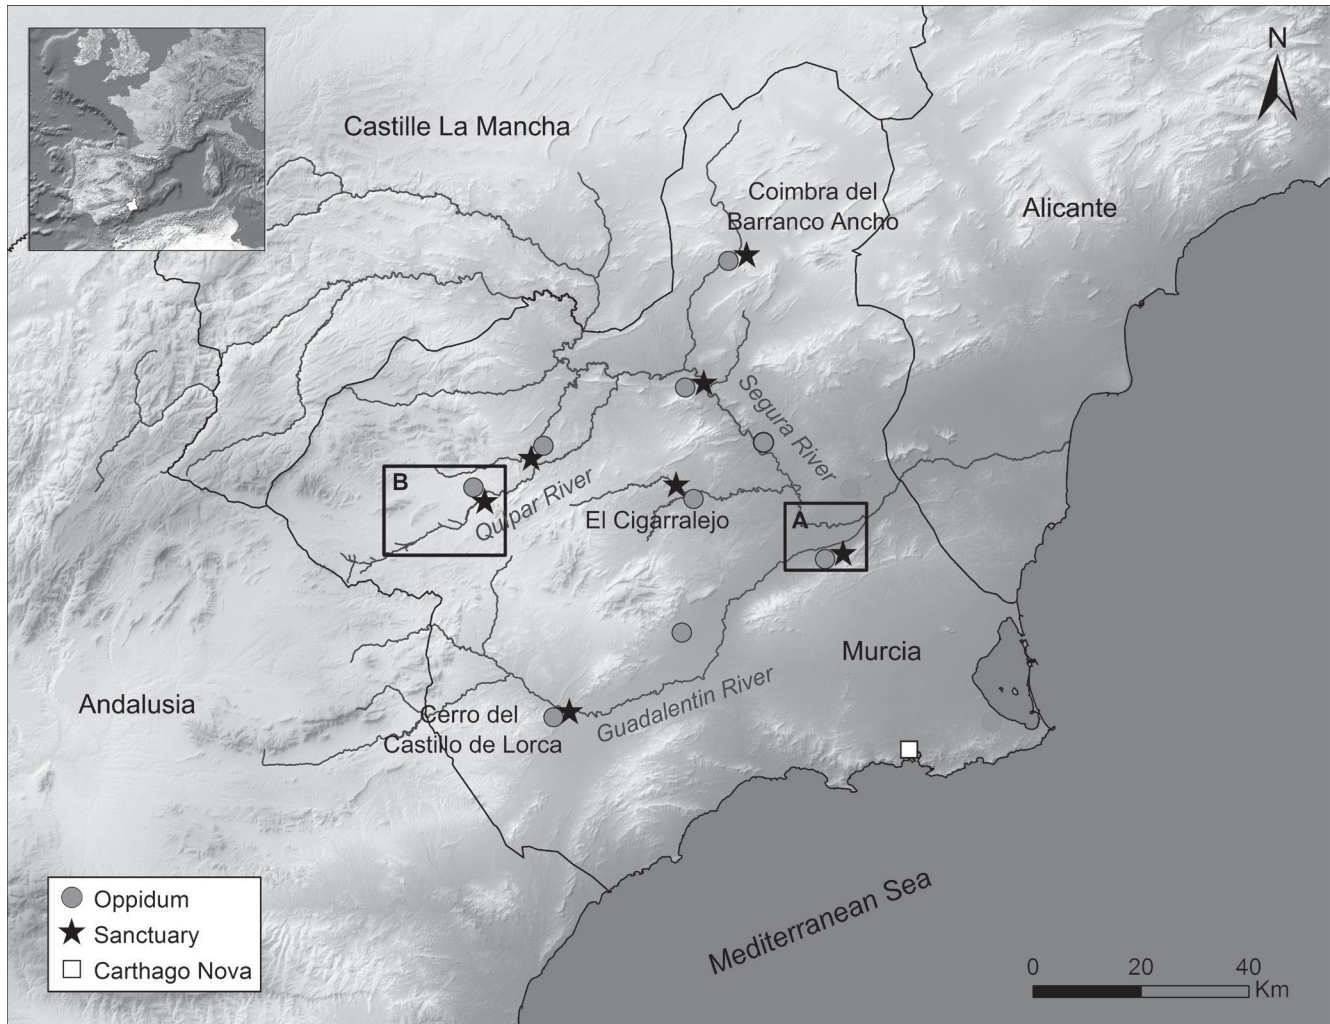 N
Castille La Mancha
Coimbra del
Barranco Ancho
Alicante
Segura River
B
Quipar River
El Cigarralejo
A
Murcia
Andalusia
Guadalentin River
Cerro del
Castillo de Lorca
Mediterranean Sea
Oppidum
Sanctuary
Carthago Nova
0 20 40
Km